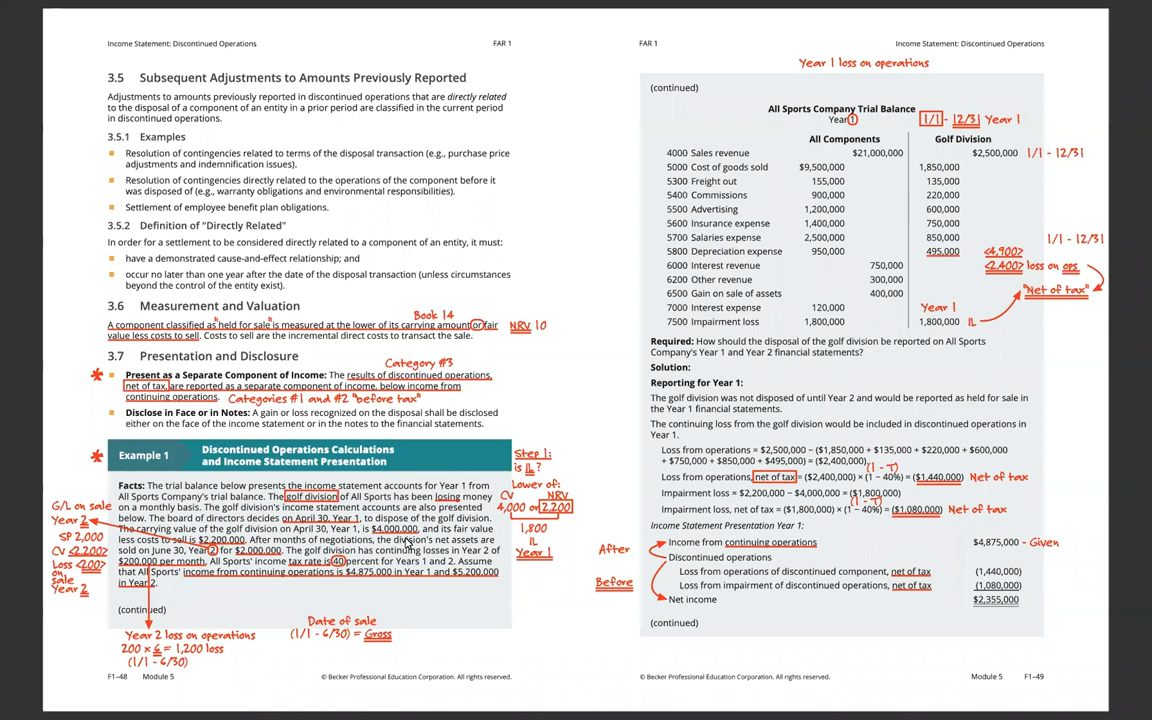 Income Statement: Discontinued Operations FAR 1
3.5 Subsequent Adjustments to Amounts Previously Reported
Adjustments to amounts previously reported in discontinued operations that are directly related
to the disposal of a component of an entity in a prior period are classified in the current period
in discontinued operations.
3.5.1 Examples
Resolution of contingencies related to terms of the disposal transaction (e.g., purchase price
adjustments and indemnification issues).
Resolution of contingencies directly related to the operations of the component before it
was disposed of (e.g., warranty obligations and environmental responsibilities).
Settlement of employee benefit plan obligations.
3.5.2 Definition of "Directly Related"
In order for a settlement to be considered directly related to a component of an entity, it must:
have a demonstrated cause-and-effect relationship; and
occur no later than one year after the date of the disposal transaction (unless circumstances
beyond the control of the entity exist).
3.6 Measurement and Valuation
Book 14
A component classified as "held for sale" is measured at the lower of its carrying amount or fair NRV 10
value less costs to sell. Costs to sell are the incremental direct costs to transact the sale.
3.7 Presentation and Disclosure
Category #3
* Present as a Separate Component of Income: The results of discontinued operations,
net of tax, are reported as a separate component of income, below income from
continuing operations. Categories #1 and #2 "before tax"
Disclose in Face or in Notes: A gain or loss recognized on the disposal shall be disclosed
either on the face of the income statement or in the notes to the financial statements.
* Example 1 Discontinued Operations Calculations
and Income Statement Presentation
Step 1:
is IL?
Lower of:
CV NRV
4,000 or 2,200
1,800
IL
Year 1
Facts: The trial balance below presents the income statement accounts for Year 1 from
All Sports Company's trial balance. The golf division of All Sports has been losing money
on a monthly basis. The golf division's income statement accounts are also presented
below. The board of directors decides on April 30, Year 1, to dispose of the golf division.
The carrying value of the golf division on April 30, Year 1, is $4,000,000, and its fair value
less costs to sell is $2,200,000. After months of negotiations, the division's net assets are
sold on June 30, Year 2 for $2,000,000. The golf division has continuing losses in Year 2 of
$200,000 per month. All Sports' income tax rate is 40 percent for Years 1 and 2. Assume
that All Sports' income from continuing operations is $4,875,000 in Year 1 and $5,200,000
in Year 2.
G/L on sale
Year 2
SP 2,000
CV <2,200>
Loss <200>
on
sale
Year 2
(continued)
Year 2 loss on operations
200 x 6 = 1,200 loss
(1/1 - 6/30)
Date of sale
(1/1 - 6/30) = Gross
F1–48 Module 5 © Becker Professional Education Corporation. All rights reserved.
FAR 1 Income Statement: Discontinued Operations
Year 1 loss on operations
(continued)
All Sports Company Trial Balance
Year 1 1/1 - 12/31 Year 1
All Components Golf Division
4000 Sales revenue $21,000,000 $2,500,000 1/1 - 12/31
5000 Cost of goods sold $9,500,000 1,850,000
5300 Freight out 155,000 135,000
5400 Commissions 900,000 220,000
5500 Advertising 1,200,000 600,000
5600 Insurance expense 1,400,000 750,000
5700 Salaries expense 2,500,000 850,000 1/1 - 12/31
5800 Depreciation expense 950,000 495,000 <4,900>
6000 Interest revenue 750,000 <2,400> loss on ops
6200 Other revenue 300,000
6500 Gain on sale of assets 400,000 "Net of tax"
7000 Interest expense 120,000 Year 1
7500 Impairment loss 1,800,000 1,800,000 IL
Required: How should the disposal of the golf division be reported on All Sports
Company's Year 1 and Year 2 financial statements?
Solution:
Reporting for Year 1:
The golf division was not disposed of until Year 2 and would be reported as held for sale in
the Year 1 financial statements.
The continuing loss from the golf division would be included in discontinued operations in
Year 1.
Loss from operations = $2,500,000 − ($1,850,000 + $135,000 + $220,000 + $600,000
+ $750,000 + $850,000 + $495,000) = ($2,400,000)
(1 - T)
Loss from operations, net of tax = ($2,400,000) × (1 − 40%) = ($1,440,000) Net of tax
Impairment loss = $2,200,000 − $4,000,000 = ($1,800,000)
(1 - T)
Impairment loss, net of tax = ($1,800,000) × (1 − 40%) = ($1,080,000) Net of tax
Income Statement Presentation Year 1:
After Income from continuing operations $4,875,000 - Given
Discontinued operations
Loss from operations of discontinued component, net of tax (1,440,000)
Before Loss from impairment of discontinued operations, net of tax (1,080,000)
Net income $2,355,000
(continued)
© Becker Professional Education Corporation. All rights reserved. Module 5 F1–49